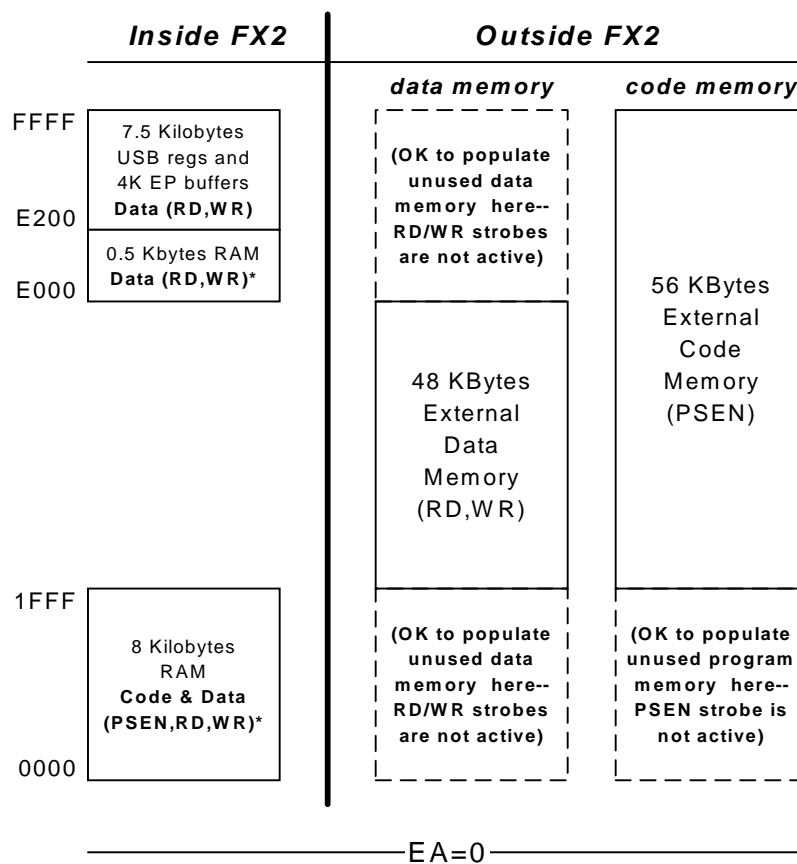 Inside FX2
Outside FX2
data memory
code memory
FFFF
7.5 Kilobytes
USB regs and
4K EP buffers
Data (RD,WR)
E200
0.5 Kbytes RAM
Data (RD,WR)*
E000
(OK to populate
unused data
memory here--
RD/WR strobes
are not active)
48 KBytes
External
Data
Memory
(RD,WR)
56 KBytes
External
Code
Memory
(PSEN)
1FFF
8 Kilobytes
RAM
Code & Data
(PSEN,RD,WR)*
0000
(OK to populate
unused data
memory here--
RD/WR strobes
are not active)
(OK to populate
unused program
memory here--
PSEN strobe is
not active)
EA=0